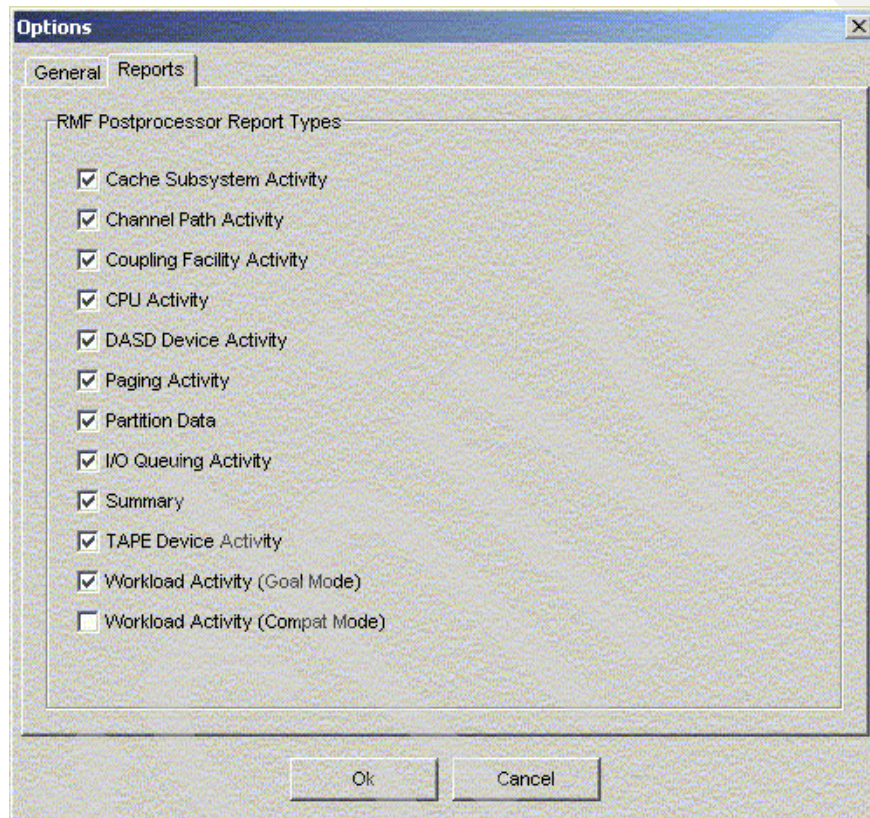 Options
General Reports
RMF Postprocessor Report Types
Cache Subsystem Activity
Channel Path Activity
Coupling Facility Activity
CPU Activity
DASD Device Activity
Paging Activity
Partition Data
I/O Queuing Activity
Summary
TAPE Device Activity
Workload Activity (Goal Mode)
Workload Activity (Compat Mode)
Ok Cancel